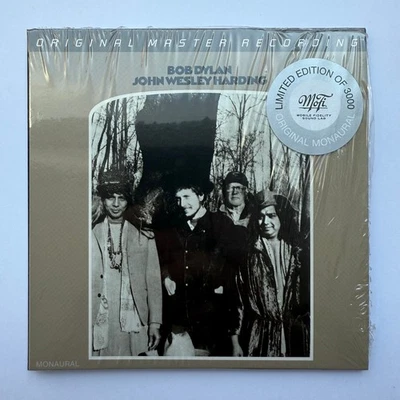 ORIGINAL MASTER RECORDING
BOB DYLAN
JOHN WESLEY HARDING
LIMITED EDITION OF 3000
MoFi
MOBILE FIDELITY
SOUND LAB
ORIGINAL MONAURAL
MONAURAL